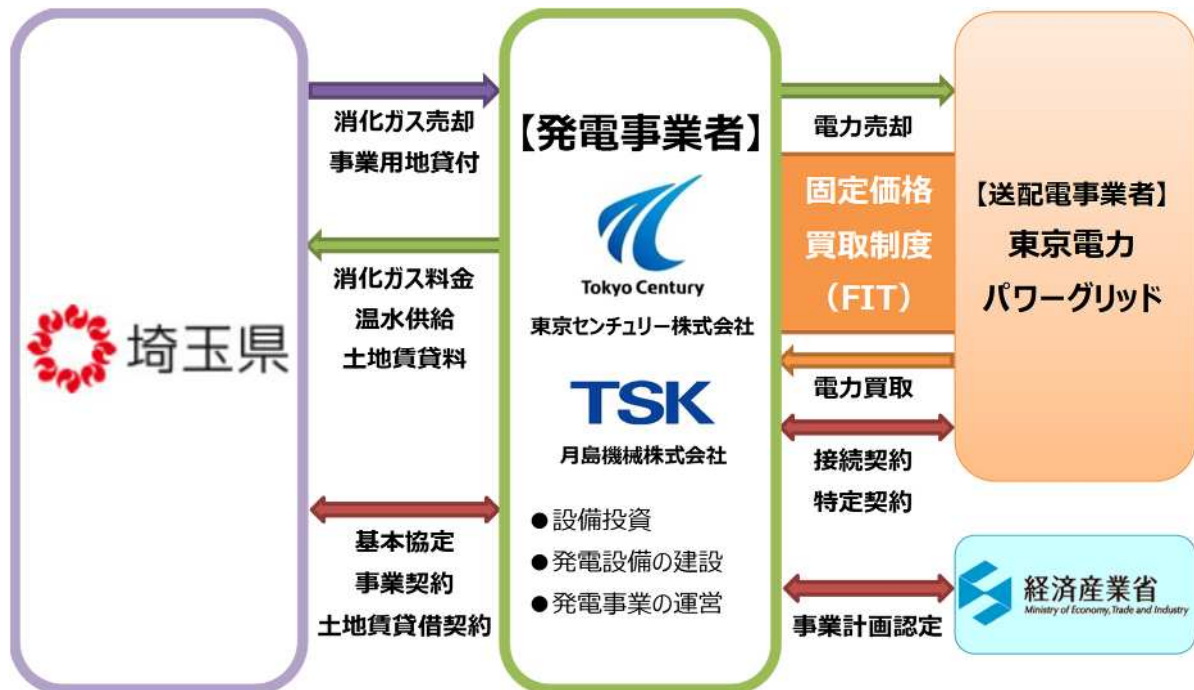 埼玉県
消化ガス売却
事業用地貸付
消化ガス料金
温水供給
土地賃貸料
基本協定
事業契約
土地賃貸借契約
【発電事業者】
Tokyo Century
東京センチュリー株式会社
TSK
月島機械株式会社
●設備投資
●発電設備の建設
●発電事業の運営
電力売却
固定価格
買取制度
（FIT）
電力買取
接続契約
特定契約
事業計画認定
【送配電事業者】
東京電力
パワーグリッド
経済産業省
Ministry of Economy, Trade and Industry